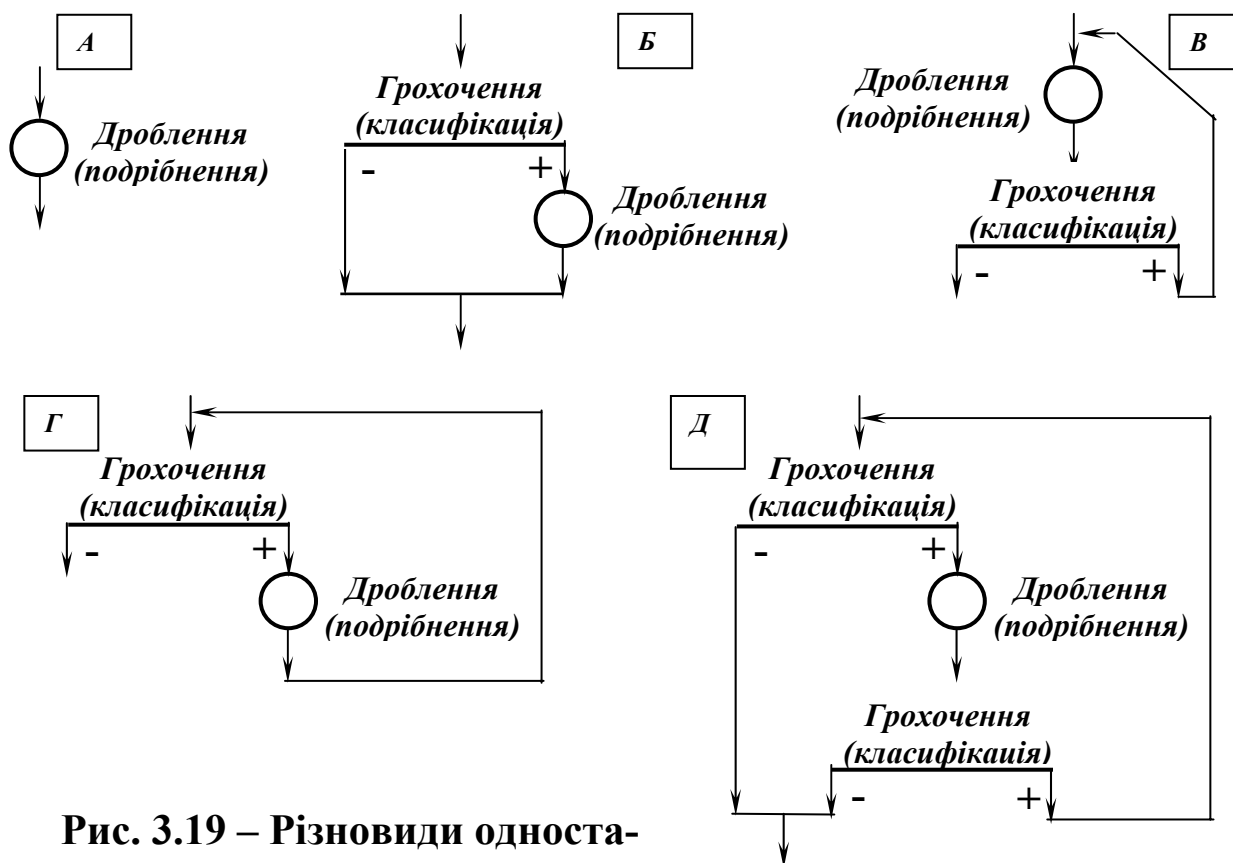 А
Дроблення
(подрібнення)
Б
Грохочення
(класифікація)
-
+
Дроблення
(подрібнення)
В
Дроблення
(подрібнення)
Грохочення
(класифікація)
-
+
Г
Грохочення
(класифікація)
-
+
Дроблення
(подрібнення)
Д
Грохочення
(класифікація)
-
+
Дроблення
(подрібнення)
Грохочення
(класифікація)
-
+
Рис. 3.19 – Різновиди односта-